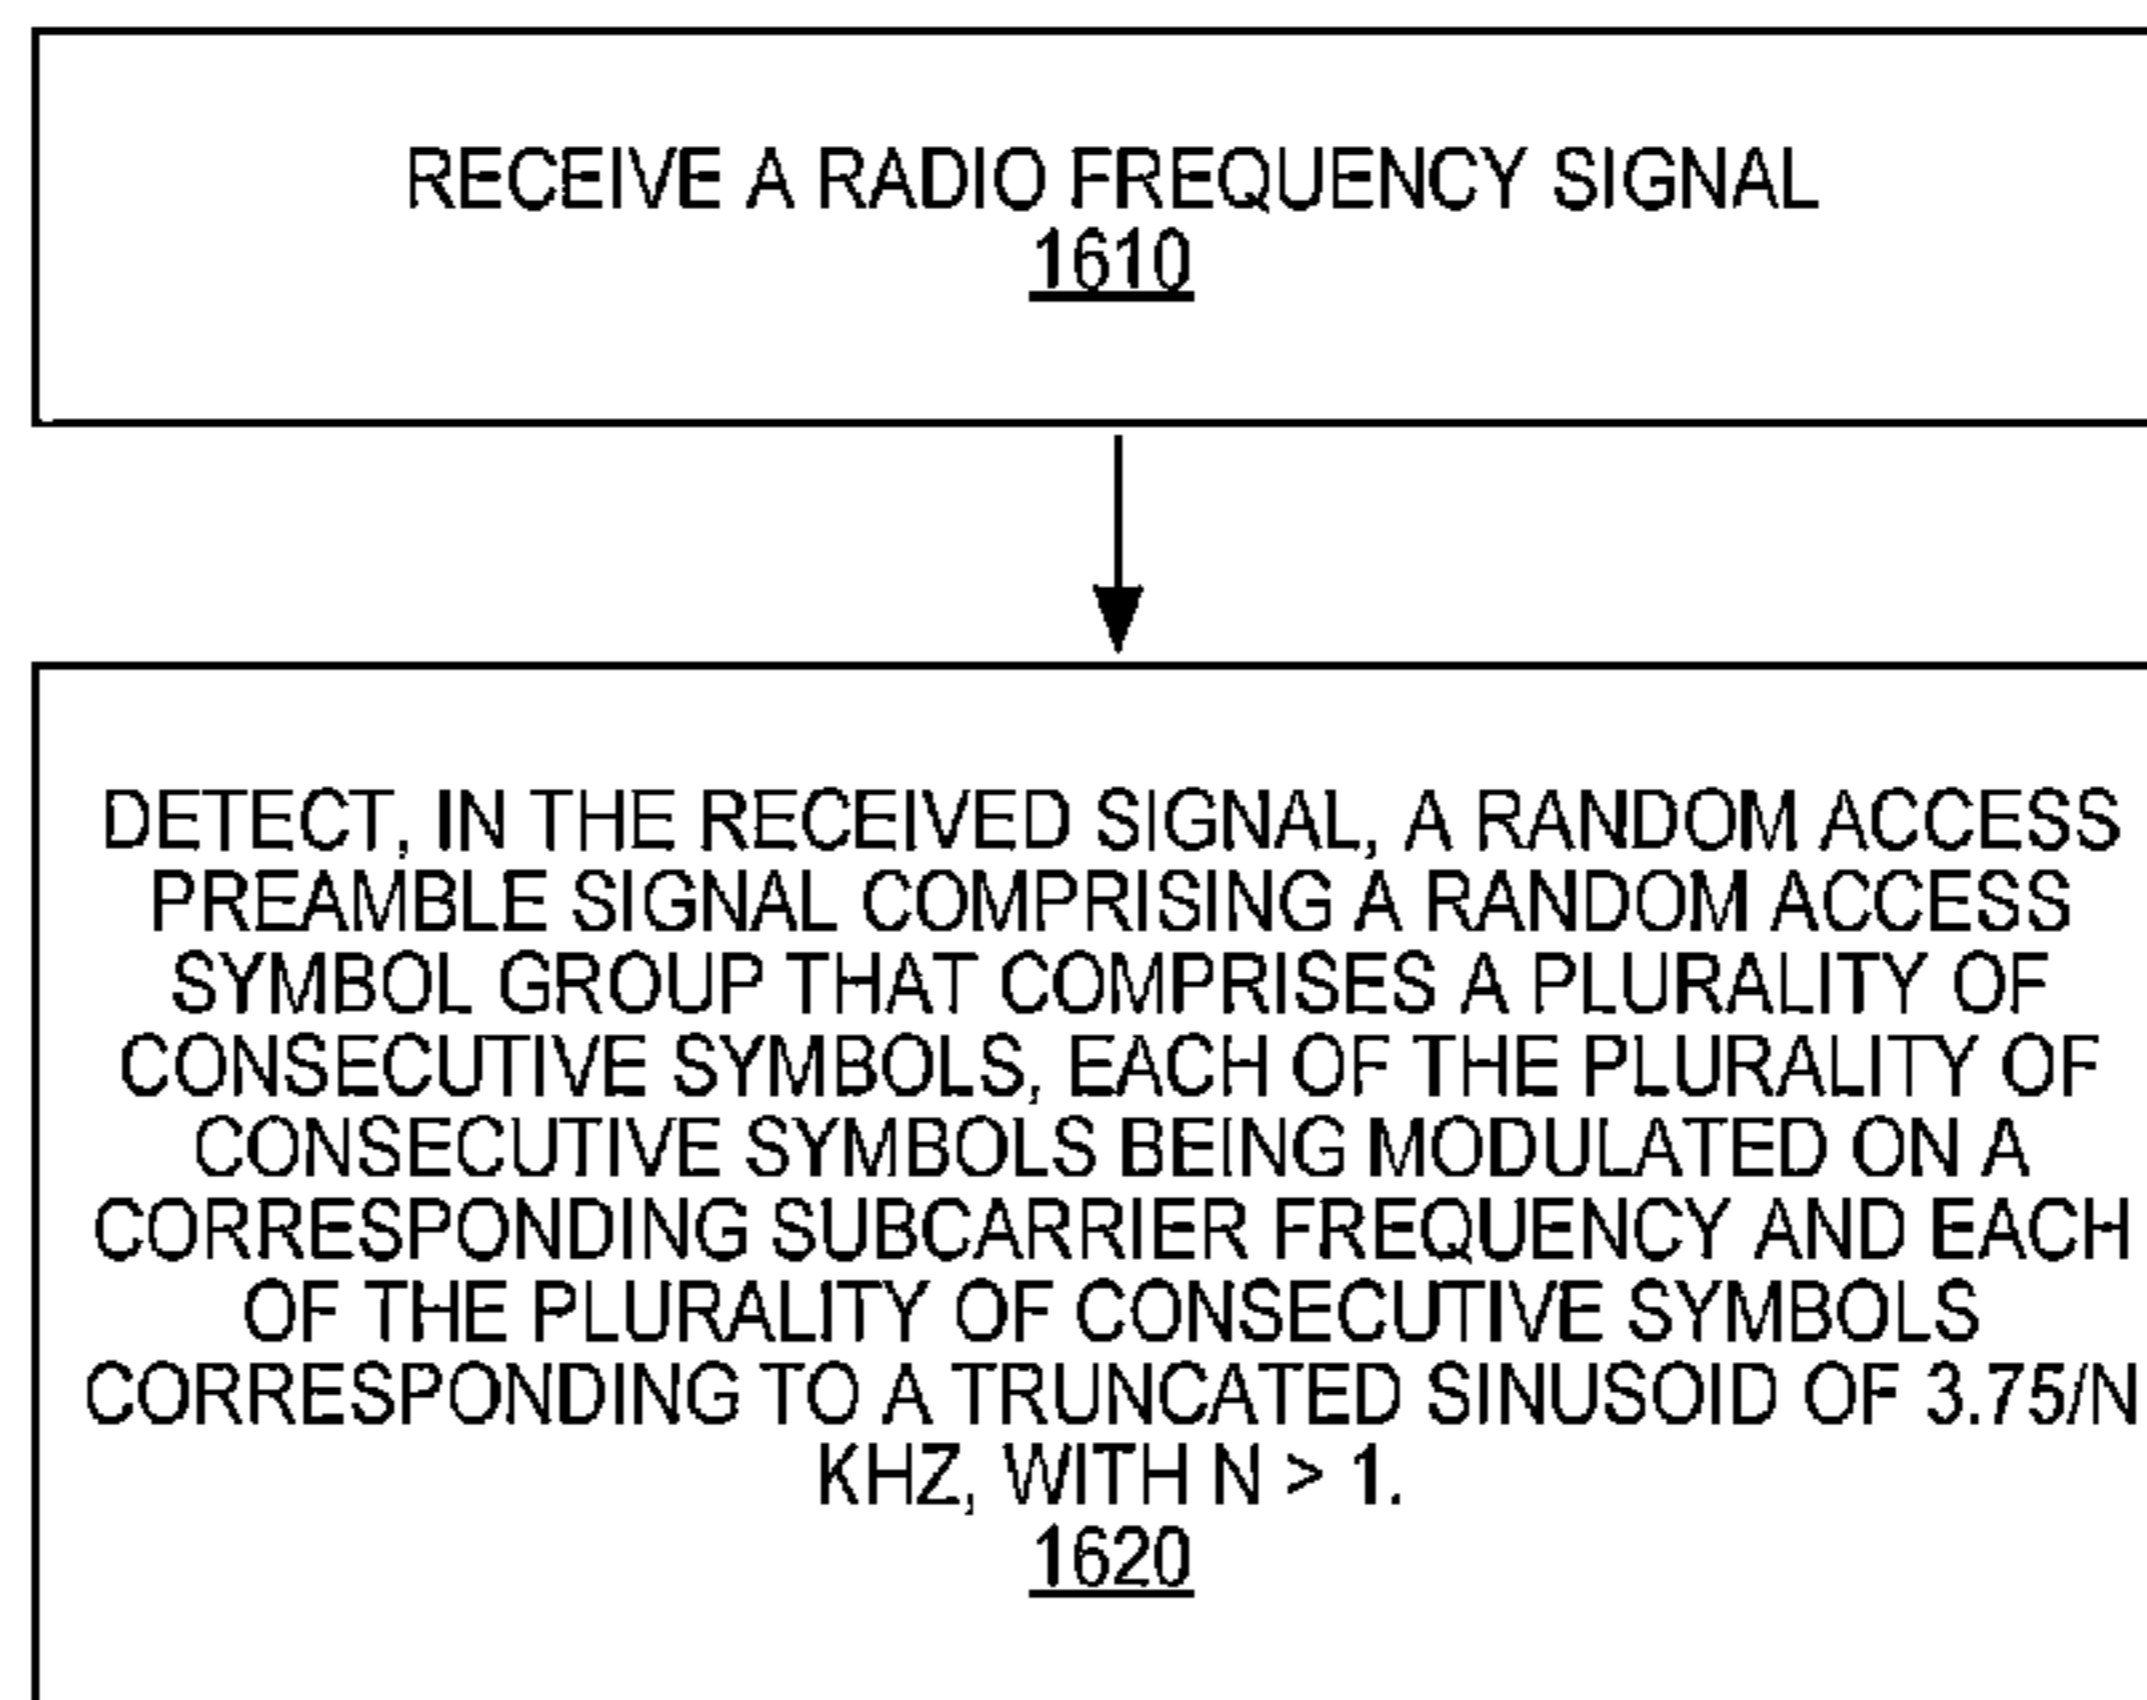 RECEIVE A RADIO FREQUENCY SIGNAL
1610
DETECT, IN THE RECEIVED SIGNAL, A RANDOM ACCESS
PREAMBLE SIGNAL COMPRISING A RANDOM ACCESS
SYMBOL GROUP THAT COMPRISES A PLURALITY OF
CONSECUTIVE SYMBOLS, EACH OF THE PLURALITY OF
CONSECUTIVE SYMBOLS BEING MODULATED ON A
CORRESPONDING SUBCARRIER FREQUENCY AND EACH
OF THE PLURALITY OF CONSECUTIVE SYMBOLS
CORRESPONDING TO A TRUNCATED SINUSOID OF 3.75/N
KHZ, WITH N > 1.
1620